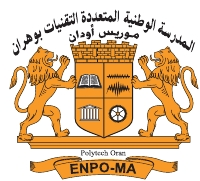 المدرسة الوطنية المتعددة التقنيات بوهران
موريس أودان
Polytech Oran
ENPO-MA